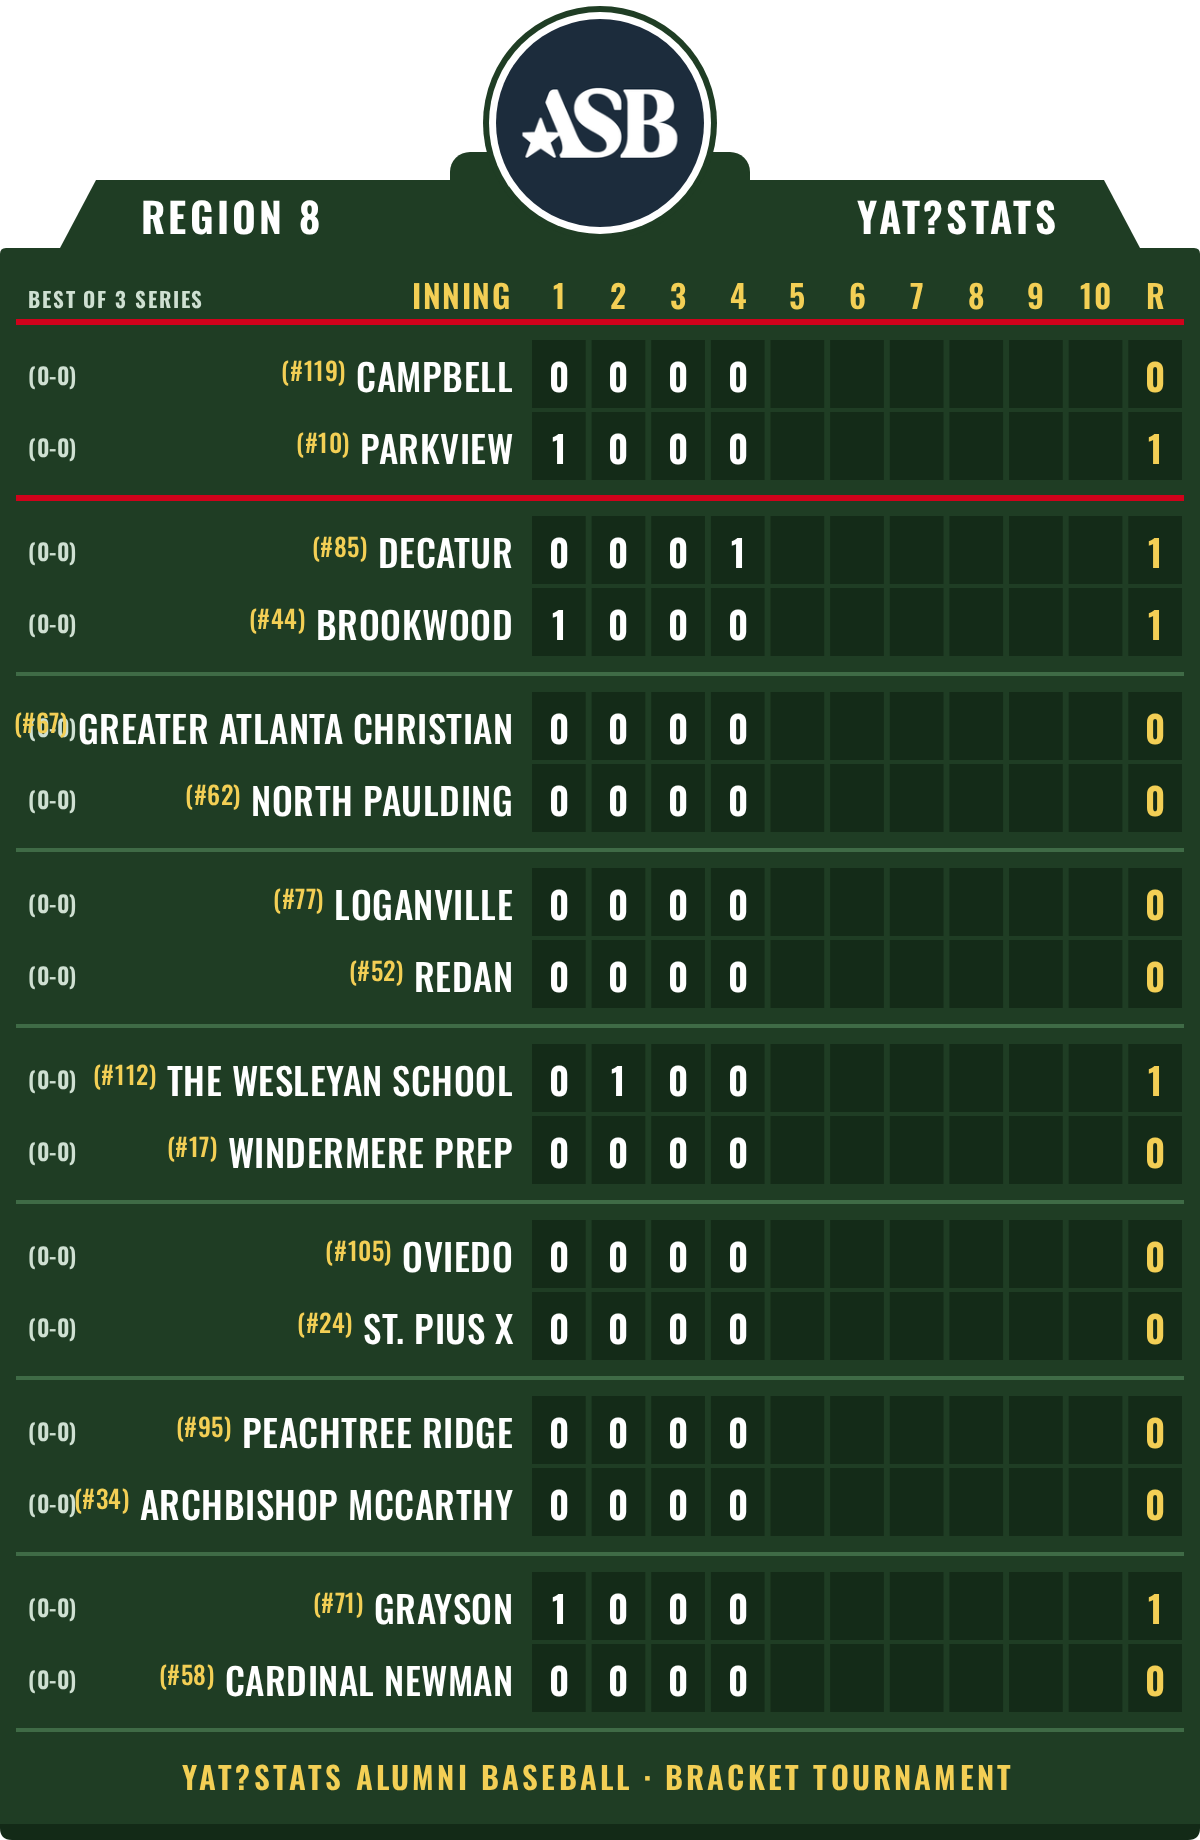 ASB
REGION 8 YAT?STATS
BEST OF 3 SERIES INNING 1 2 3 4 5 6 7 8 9 10 R
(0-0) (#119) CAMPBELL 0 0 0 0 0
(0-0) (#10) PARKVIEW 1 0 0 0 1
(0-0) (#85) DECATUR 0 0 0 1 1
(0-0) (#44) BROOKWOOD 1 0 0 0 1
(0-0) (#67) GREATER ATLANTA CHRISTIAN 0 0 0 0 0
(0-0) (#62) NORTH PAULDING 0 0 0 0 0
(0-0) (#77) LOGANVILLE 0 0 0 0 0
(0-0) (#52) REDAN 0 0 0 0 0
(0-0) (#112) THE WESLEYAN SCHOOL 0 1 0 0 1
(0-0) (#17) WINDERMERE PREP 0 0 0 0 0
(0-0) (#105) OVIEDO 0 0 0 0 0
(0-0) (#24) ST. PIUS X 0 0 0 0 0
(0-0) (#95) PEACHTREE RIDGE 0 0 0 0 0
(0-0) (#34) ARCHBISHOP MCCARTHY 0 0 0 0 0
(0-0) (#71) GRAYSON 1 0 0 0 1
(0-0) (#58) CARDINAL NEWMAN 0 0 0 0 0
YAT?STATS ALUMNI BASEBALL · BRACKET TOURNAMENT